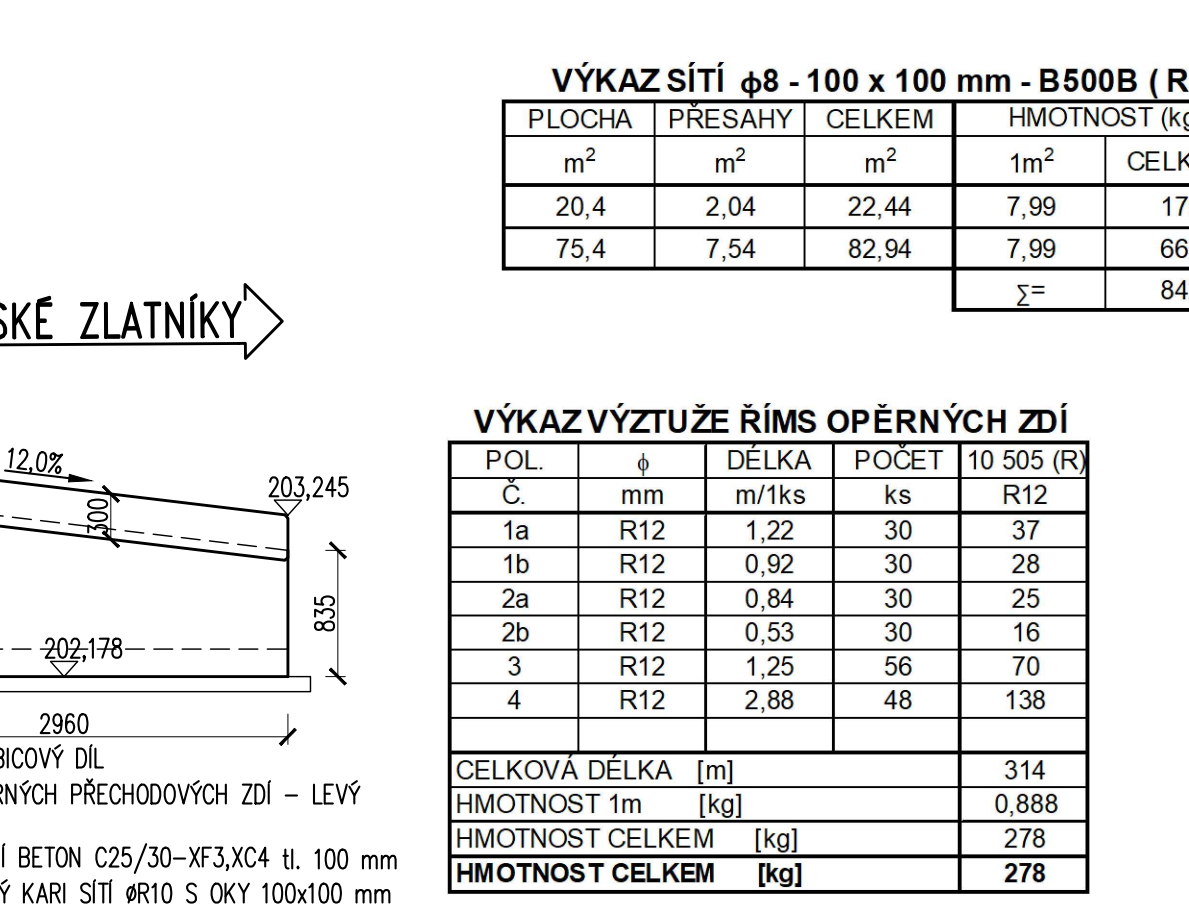 VÝKAZ SÍTÍ ϕ8 - 100 x 100 mm - B500B ( R
PLOCHA PŘESAHY CELKEM HMOTNOST (kg
m² m² m² 1m² CELK
20,4 2,04 22,44 7,99 17
75,4 7,54 82,94 7,99 66
∑= 84
SKÉ ZLATNÍKY
12,0%
300
203,245
835
202,178
2960
BICOVÝ DÍL
RNÝCH PŘECHODOVÝCH ZDÍ – LEVÝ
Í BETON C25/30–XF3,XC4 tl. 100 mm
Ý KARI SÍTÍ øR10 S OKY 100x100 mm
VÝKAZ VÝZTUŽE ŘÍMS OPĚRNÝCH ZDÍ
POL. ϕ DÉLKA POČET 10 505 (R)
Č. mm m/1ks ks R12
1a R12 1,22 30 37
1b R12 0,92 30 28
2a R12 0,84 30 25
2b R12 0,53 30 16
3 R12 1,25 56 70
4 R12 2,88 48 138
CELKOVÁ DÉLKA [m] 314
HMOTNOST 1m [kg] 0,888
HMOTNOST CELKEM [kg] 278
HMOTNOST CELKEM [kg] 278